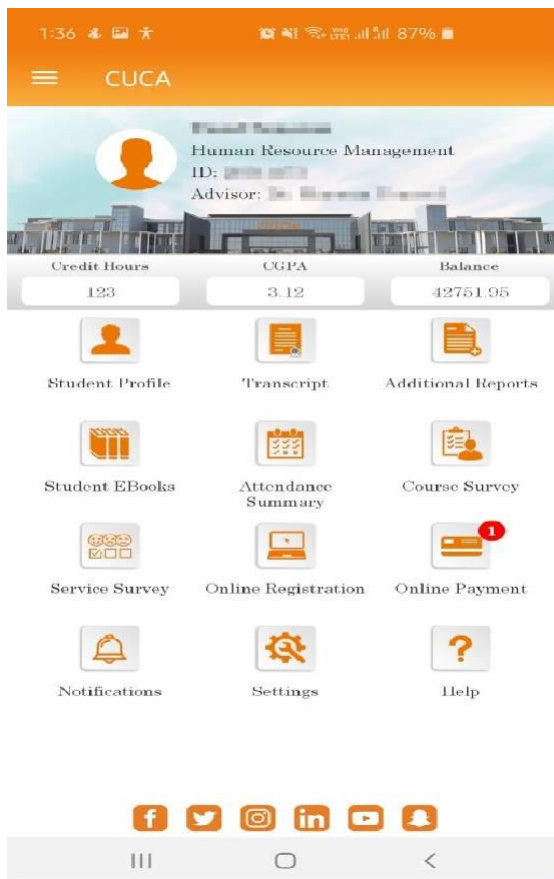 1:36 87%
CUCA
Human Resource Management
ID:
Advisor:
Credit Hours CGPA Balance
123 3.12 42751.95
Student Profile Transcript Additional Reports
Student EBooks Attendance Summary Course Survey
Service Survey Online Registration 1 Online Payment
Notifications Settings Help